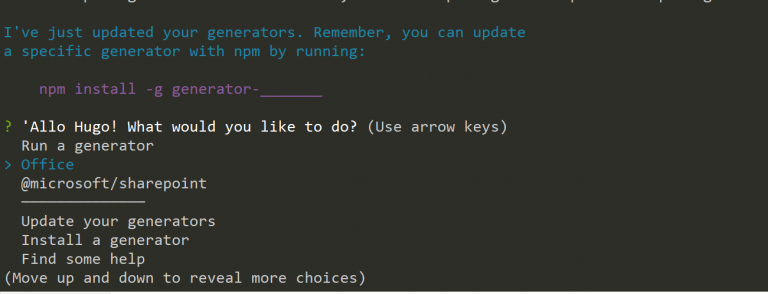 I've just updated your generators. Remember, you can update
a specific generator with npm by running:
npm install -g generator-_______
? 'Allo Hugo! What would you like to do? (Use arrow keys)
Run a generator
> Office
@microsoft/sharepoint
──────────────
Update your generators
Install a generator
Find some help
(Move up and down to reveal more choices)